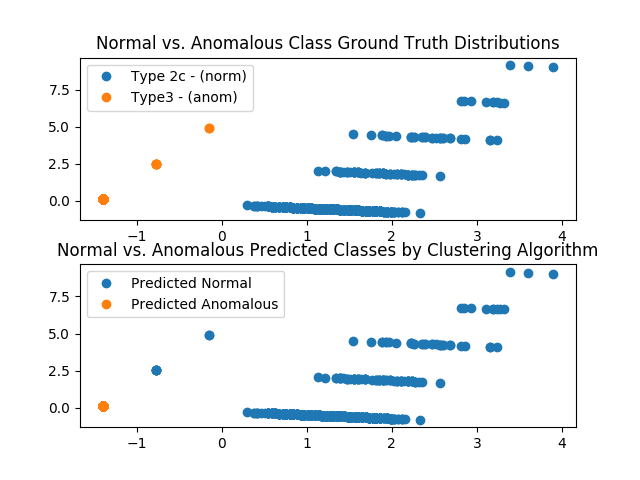 Normal vs. Anomalous Class Ground Truth Distributions
Type 2c - (norm)
Type3 - (anom)
7.5
5.0
2.5
0.0
−1 0 1 2 3 4
Normal vs. Anomalous Predicted Classes by Clustering Algorithm
Predicted Normal
Predicted Anomalous
7.5
5.0
2.5
0.0
−1 0 1 2 3 4